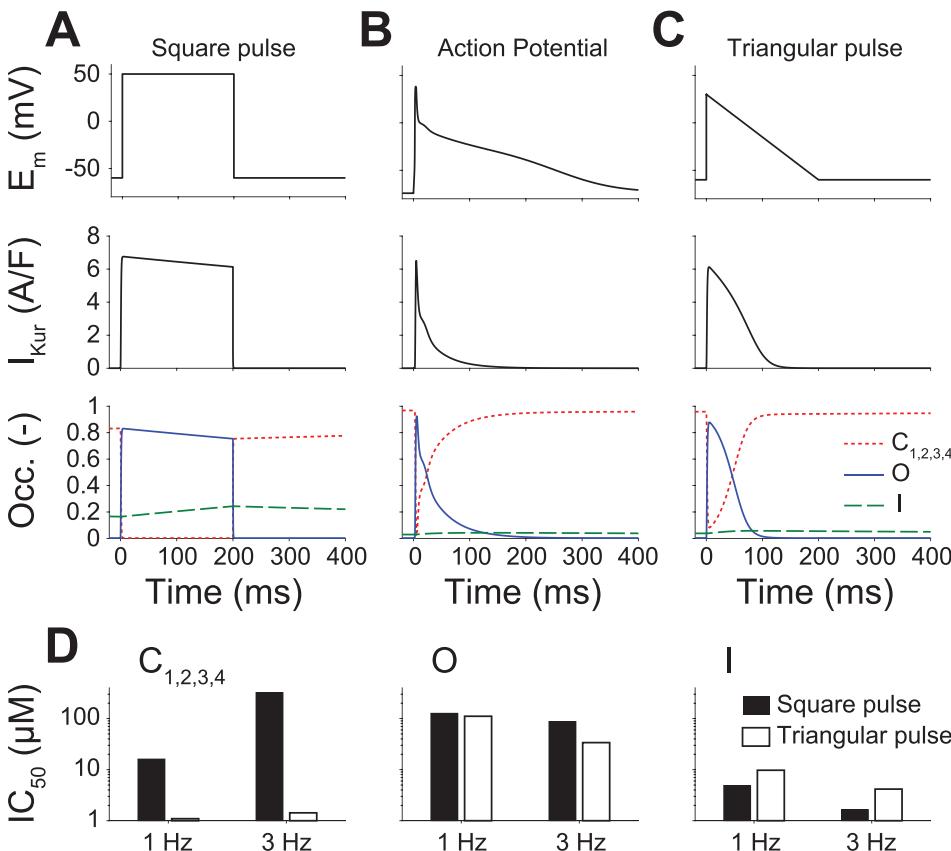 A
B
C
Square pulse
Action Potential
Triangular pulse
E_m (mV)
50
0
-50
I_Kur (A/F)
8
6
4
2
0
Occ. (-)
1
0.8
0.6
0.4
0.2
0
C_1,2,3,4
O
I
0 100 200 300 400
0 100 200 300 400
0 100 200 300 400
Time (ms)
Time (ms)
Time (ms)
D
C_1,2,3,4
O
I
IC_50 (μM)
100
10
1
Square pulse
Triangular pulse
1 Hz 3 Hz
1 Hz 3 Hz
1 Hz 3 Hz